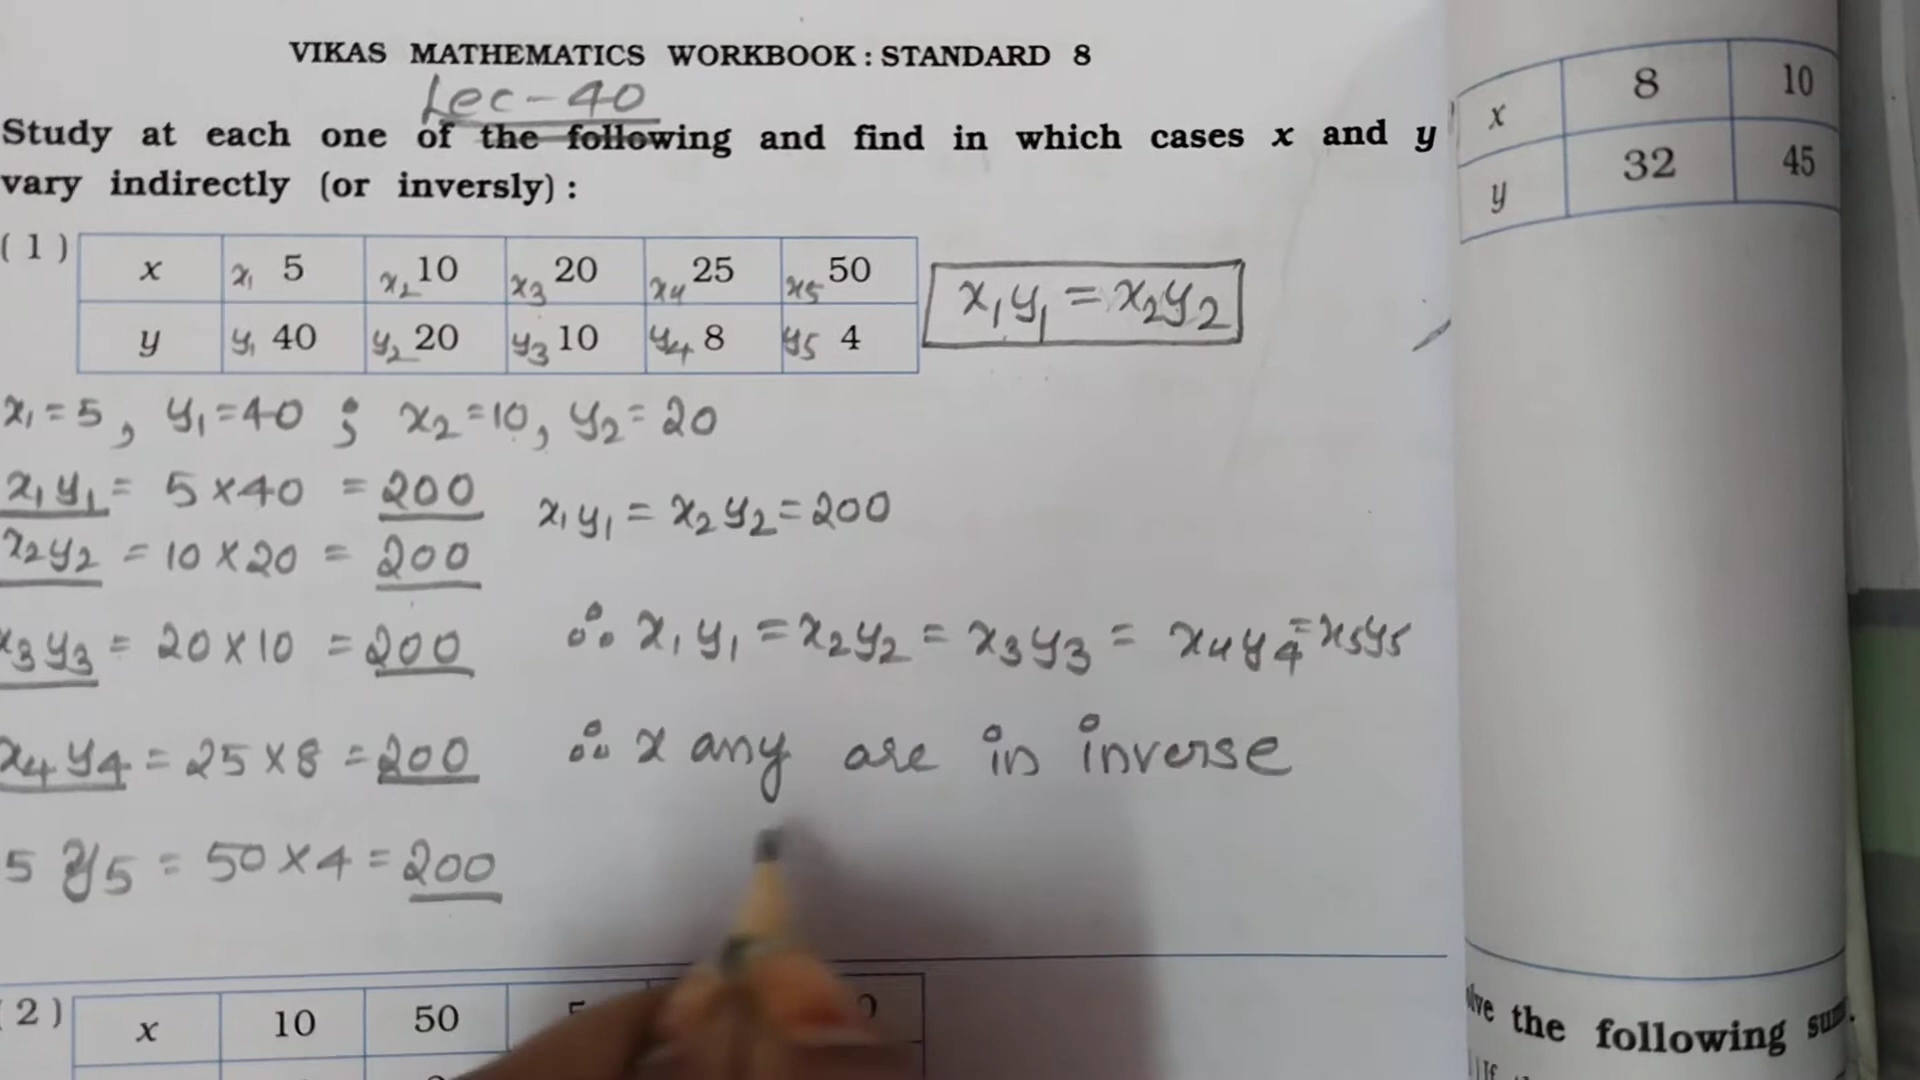 VIKAS MATHEMATICS WORKBOOK : STANDARD 8
Lec-40
Study at each one of the following and find in which cases x and y
vary indirectly (or inversly) :
(1)
x x₁ 5 x₂ 10 x₃ 20 x₄ 25 x₅ 50
y y₁ 40 y₂ 20 y₃ 10 y₄ 8 y₅ 4
x₁y₁ = x₂y₂
x₁ = 5, y₁ = 40 ; x₂ = 10, y₂ = 20
x₁y₁ = 5 × 40 = 200
x₁y₁ = x₂y₂ = 200
x₂y₂ = 10 × 20 = 200
x₃y₃ = 20 × 10 = 200
∴ x₁y₁ = x₂y₂ = x₃y₃ = x₄y₄ = x₅y₅
x₄y₄ = 25 × 8 = 200
∴ x any are in inverse
5 y₅ = 50 × 4 = 200
2)
x 10 50
x 8 10
y 32 45
the following